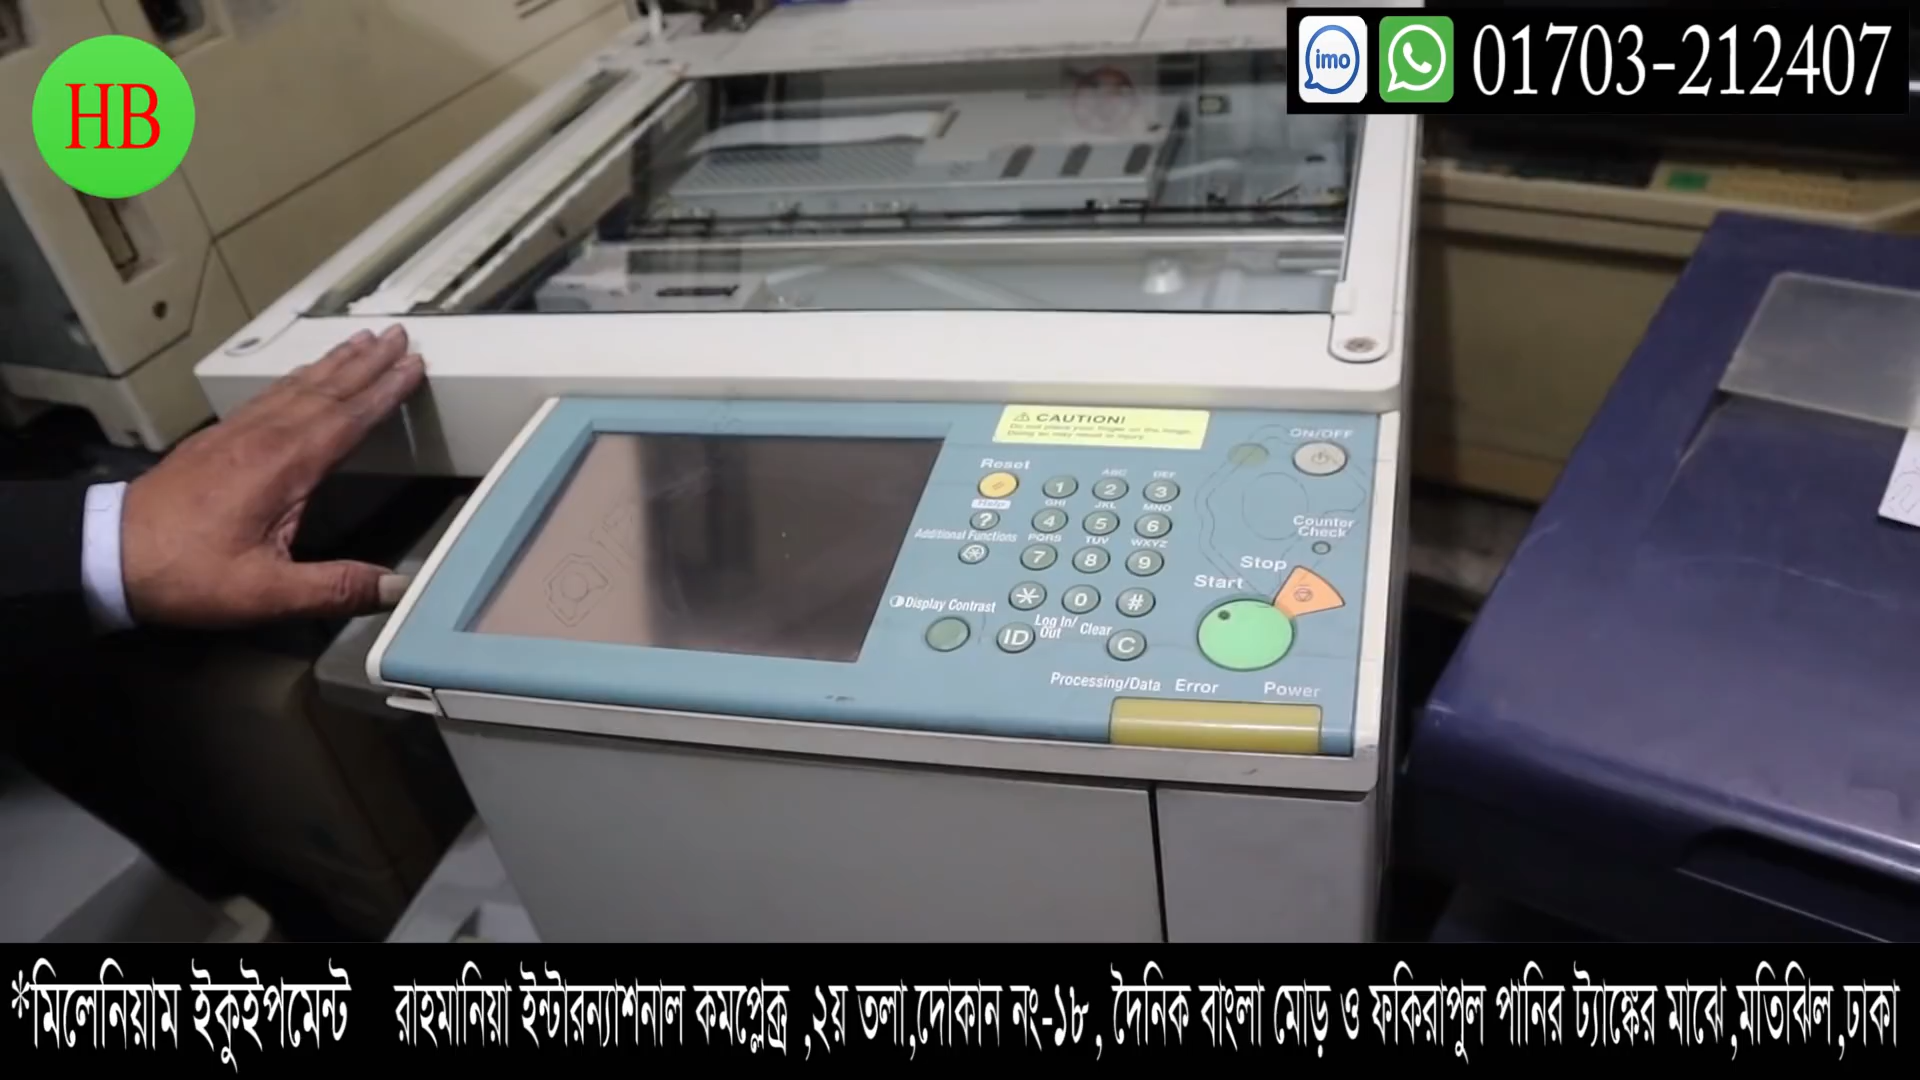 HB
imo 01703-212407
CAUTION!
ON/OFF
Reset
Help
?
Additional Functions
1 2 ABC 3 DEF
4 GHI 5 JKL 6 MNO
7 PQRS 8 TUV 9 WXYZ
0 #
Counter
Check
Stop
Start
Display Contrast
ID Log In/
Out
Clear C
Processing/Data Error Power
*মিলেনিয়াম ইকুইপমেন্ট রাহমানিয়া ইন্টারন্যাশনাল কমপ্লেক্স ,২য় তলা,দোকান নং-১৮, দৈনিক বাংলা মোড় ও ফকিরাপুল পানির ট্যাঙ্কের মাঝে ,মতিঝিল ,ঢাকা